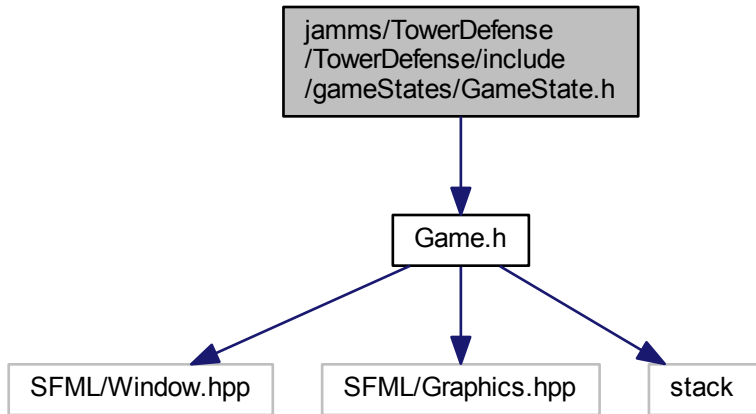 jamms/TowerDefense
/TowerDefense/include
/gameStates/GameState.h
Game.h
SFML/Window.hpp
SFML/Graphics.hpp
stack